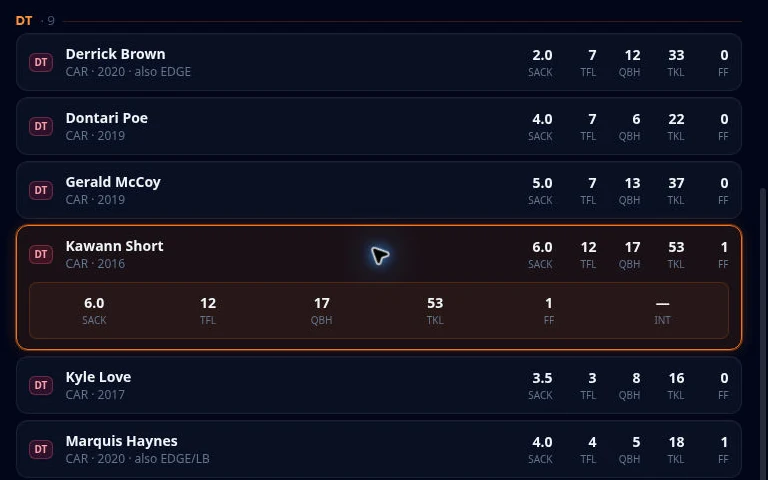 DT · 9
DT Derrick Brown 2.0 7 12 33 0
CAR · 2020 · also EDGE SACK TFL QBH TKL FF
DT Dontari Poe 4.0 7 6 22 0
CAR · 2019 SACK TFL QBH TKL FF
DT Gerald McCoy 5.0 7 13 37 0
CAR · 2019 SACK TFL QBH TKL FF
DT Kawann Short 6.0 12 17 53 1
CAR · 2016 SACK TFL QBH TKL FF
6.0 12 17 53 1 —
SACK TFL QBH TKL FF INT
DT Kyle Love 3.5 3 8 16 0
CAR · 2017 SACK TFL QBH TKL FF
DT Marquis Haynes 4.0 4 5 18 1
CAR · 2020 · also EDGE/LB SACK TFL QBH TKL FF